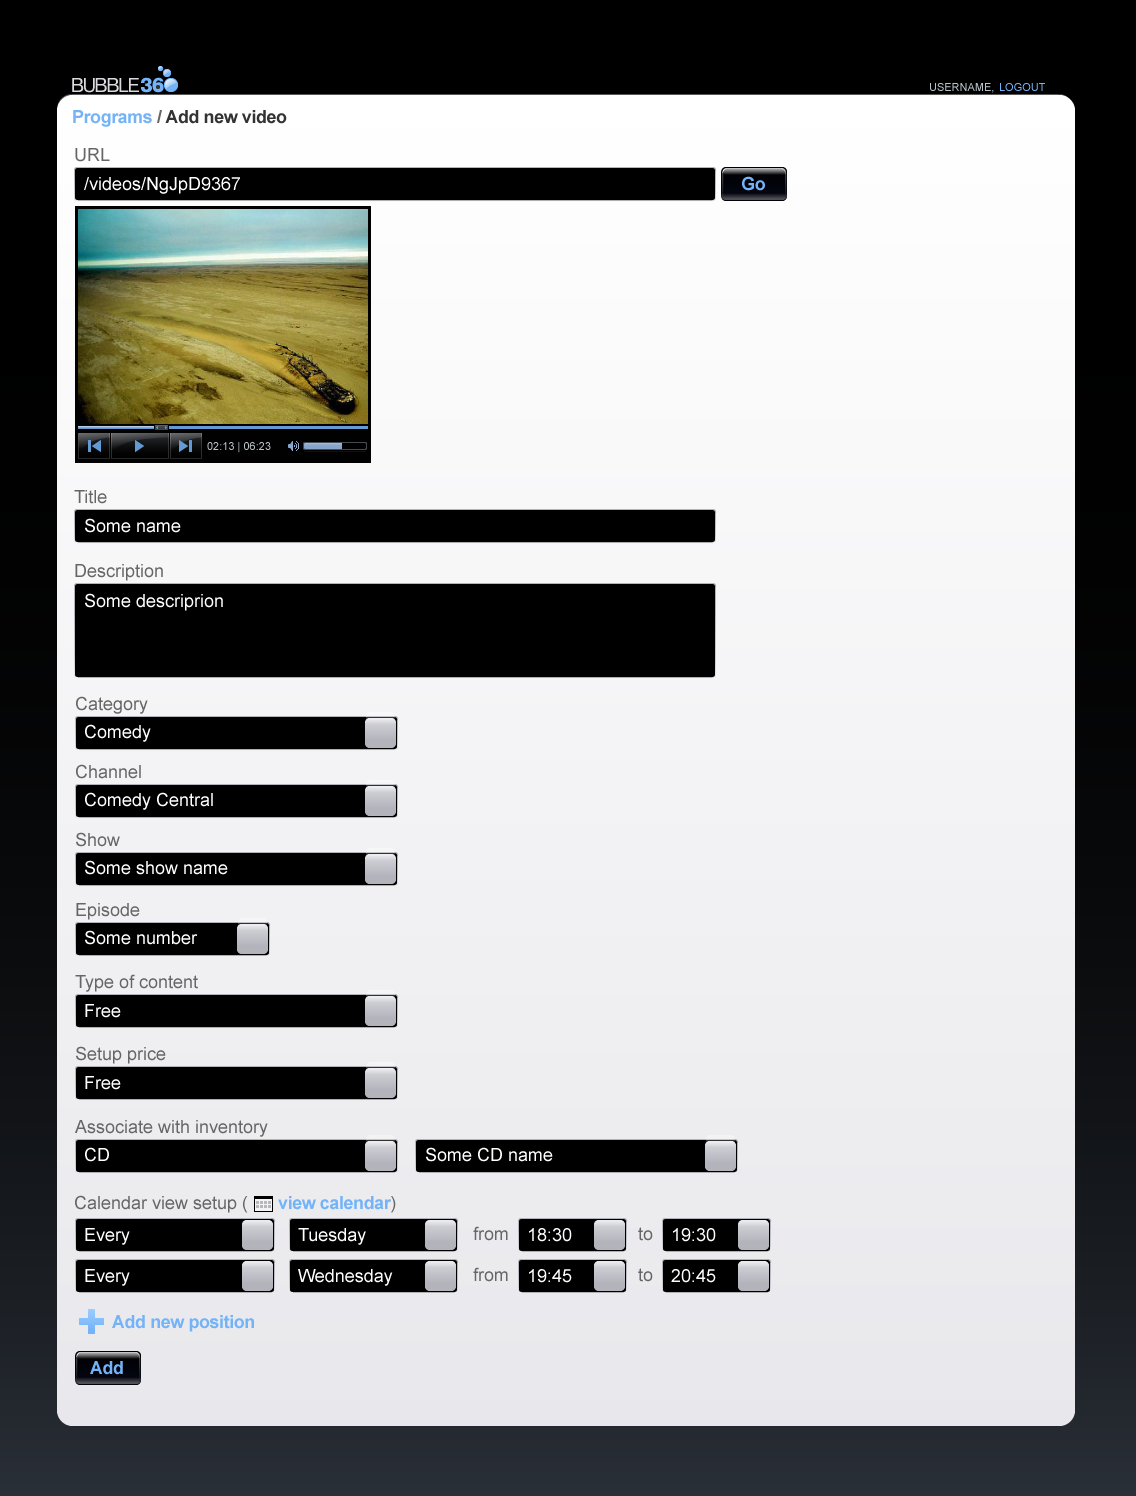 BUBBLE360
USERNAME, LOGOUT
Programs / Add new video
URL
/videos/NgJpD9367
Go
02:13 | 06:23
Title
Some name
Description
Some descriprion
Category
Comedy
Channel
Comedy Central
Show
Some show name
Episode
Some number
Type of content
Free
Setup price
Free
Associate with inventory
CD Some CD name
Calendar view setup ( view calendar)
Every Tuesday from 18:30 to 19:30
Every Wednesday from 19:45 to 20:45
Add new position
Add